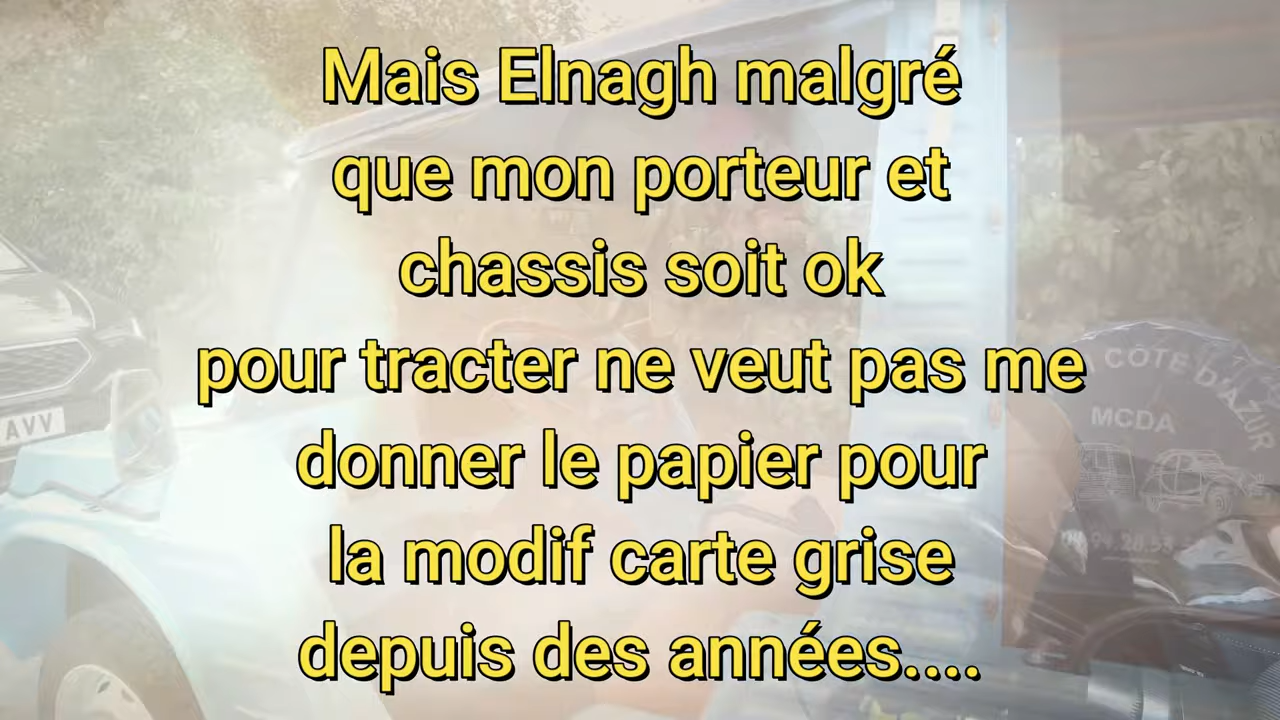 Mais Elnagh malgré
que mon porteur et
chassis soit ok
pour tracter ne veut pas me
donner le papier pour
la modif carte grise
depuis des années....
AVV
CÔTE D'AZUR
MCDA